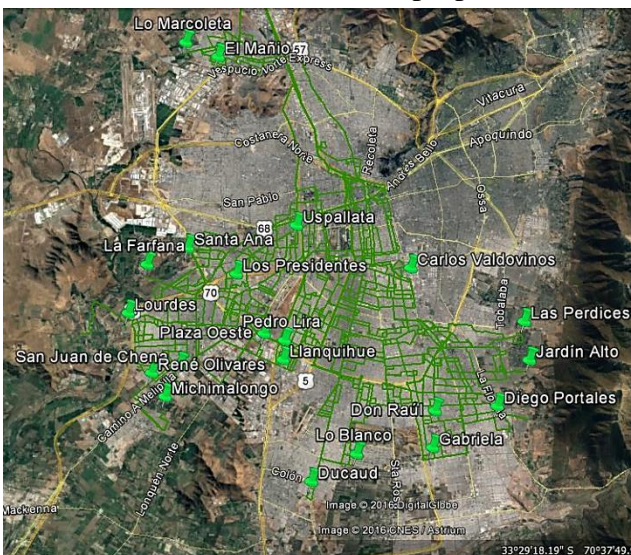 Lo Marcoleta
El Mañio
57
Vespucio Norte Express
Vitacura
Costanera Norte
Recoleta
Andrés Bello
Apoquindo
San Pablo
Ossa
68
Uspallata
Santa Ana
La Farfana
Los Presidentes
Carlos Valdovinos
70
Tobalaba
Lourdes
Pedro Lira
Plaza Oeste
Las Perdices
San Juan de Chena
René Olivares
Llanquihue
Jardín Alto
5
Michimalongo
La Florida
Camino A Melipilla
Don Raúl
Diego Portales
Lo Blanco
Gabriela
Lonquén Norte
Colón
Ducaud
Sta Rosa
Mackenna
Image © 2016 DigitalGlobe
Image © 2016 CNES / Astrium
33°29'18.19" S 70°37'49.